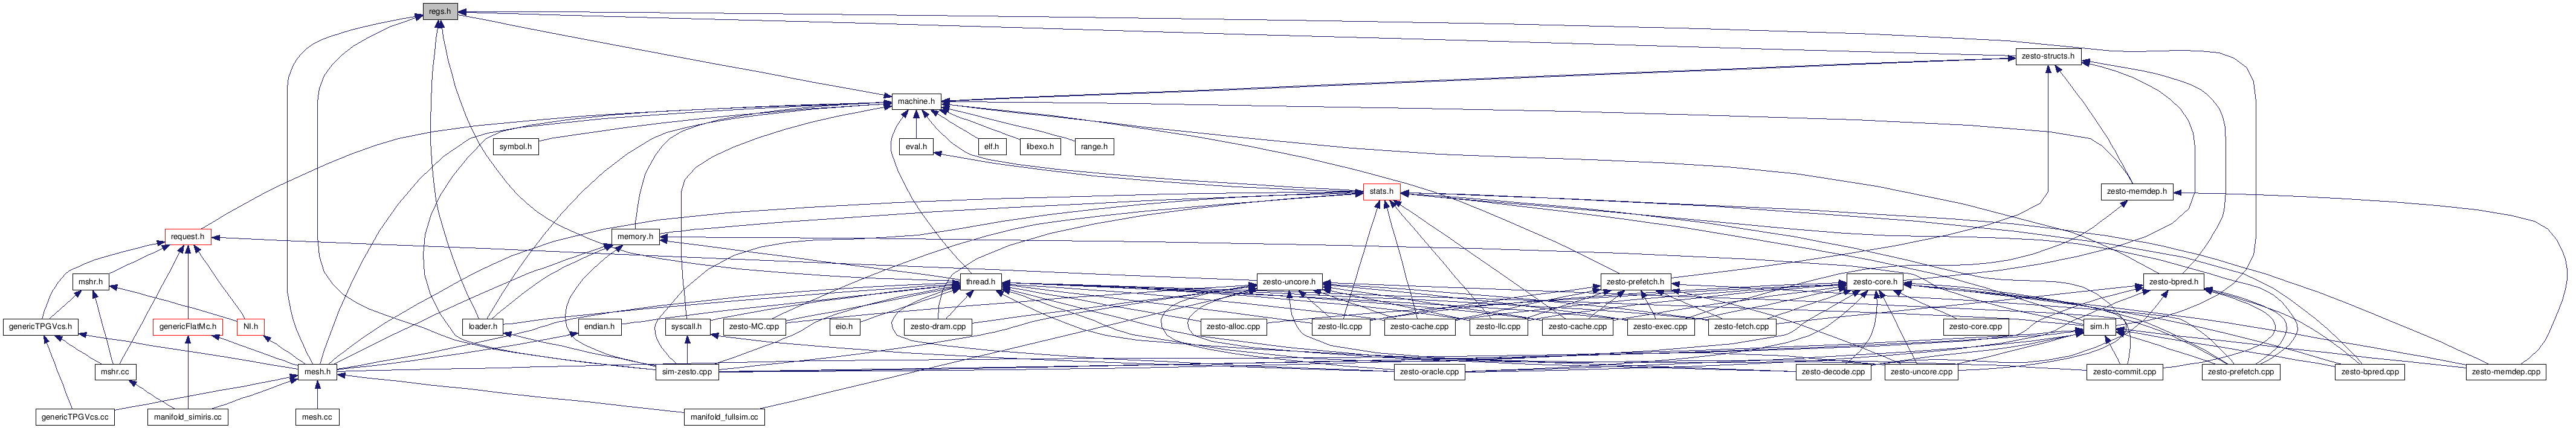 regs.h
zesto-structs.h
machine.h
symbol.h
eval.h
elf.h
libexo.h
range.h
stats.h
zesto-memdep.h
request.h
memory.h
mshr.h
thread.h
zesto-uncore.h
zesto-prefetch.h
zesto-core.h
zesto-bpred.h
genericTPGVcs.h
genericFlatMc.h
NI.h
loader.h
endian.h
syscall.h
zesto-MC.cpp
eio.h
zesto-dram.cpp
zesto-alloc.cpp
zesto-llc.cpp
zesto-cache.cpp
zesto-llc.cpp
zesto-cache.cpp
zesto-exec.cpp
zesto-fetch.cpp
zesto-core.cpp
sim.h
mshr.cc
mesh.h
sim-zesto.cpp
zesto-oracle.cpp
zesto-decode.cpp
zesto-uncore.cpp
zesto-commit.cpp
zesto-prefetch.cpp
zesto-bpred.cpp
zesto-memdep.cpp
genericTPGVcs.cc
manifold_simiris.cc
mesh.cc
manifold_fullsim.cc